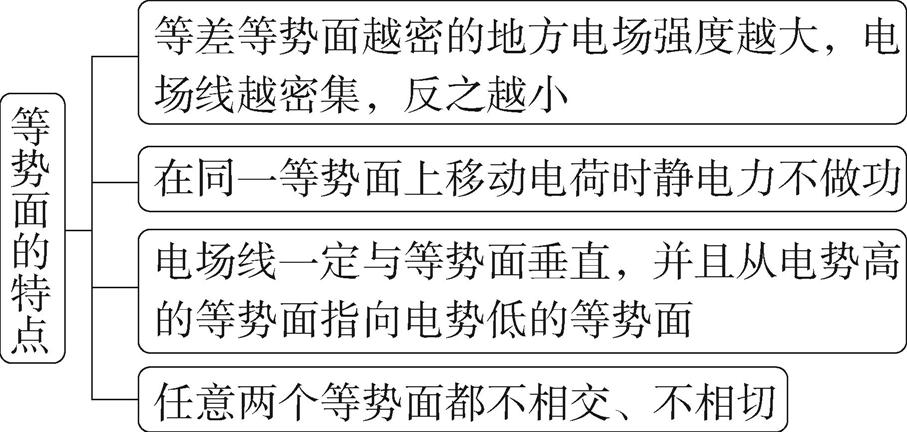 等势面的特点
等差等势面越密的地方电场强度越大，电
场线越密集，反之越小
在同一等势面上移动电荷时静电力不做功
电场线一定与等势面垂直，并且从电势高
的等势面指向电势低的等势面
任意两个等势面都不相交、不相切